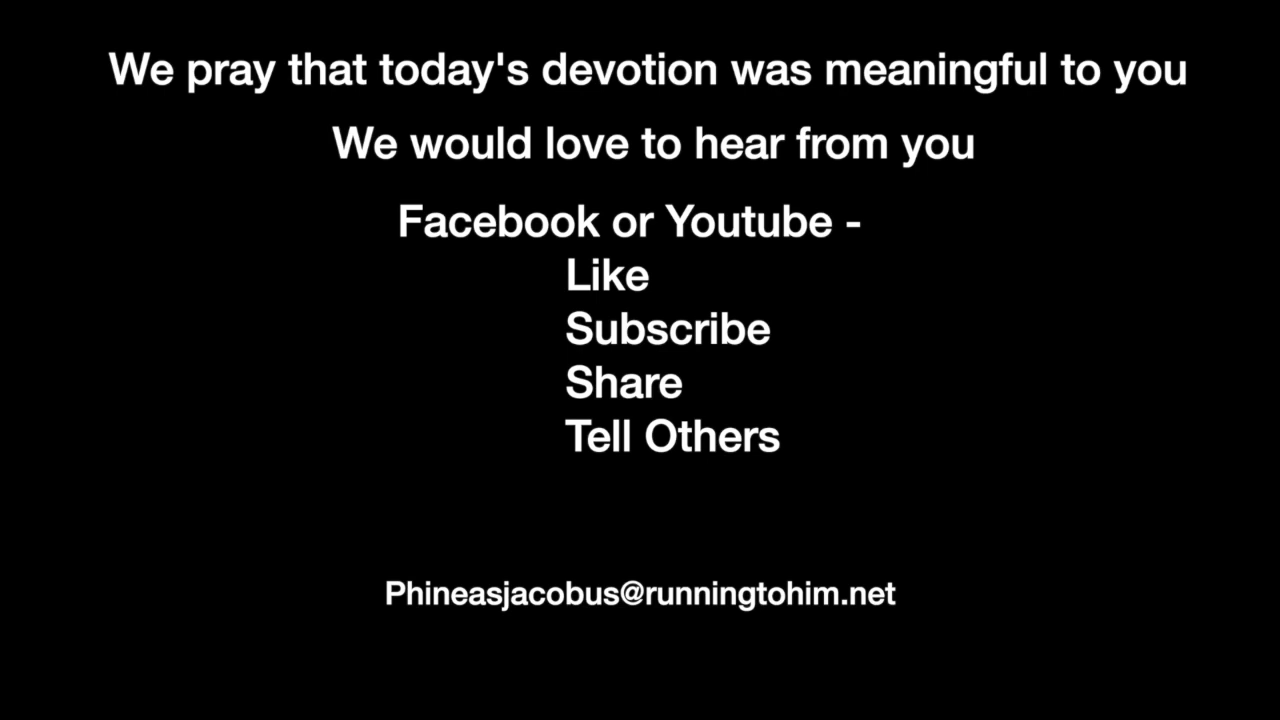 We pray that today's devotion was meaningful to you
We would love to hear from you
Facebook or Youtube -
Like
Subscribe
Share
Tell Others
Phineasjacobus@runningtohim.net